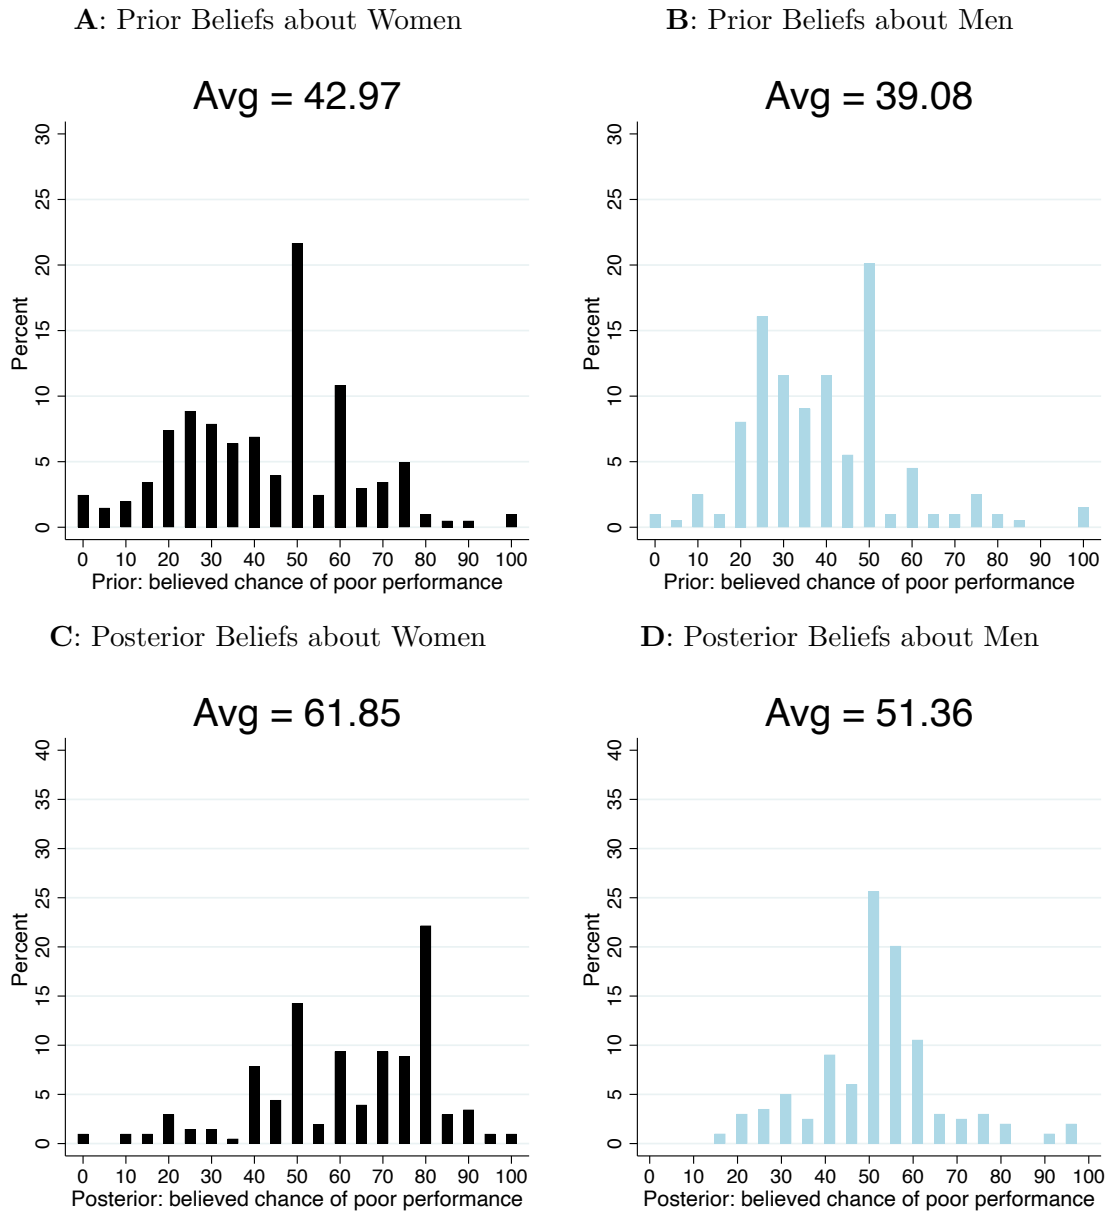 A: Prior Beliefs about Women
Avg = 42.97
30
25
20
15
10
5
0
Percent
0 10 20 30 40 50 60 70 80 90 100
Prior: believed chance of poor performance
B: Prior Beliefs about Men
Avg = 39.08
30
25
20
15
10
5
0
Percent
0 10 20 30 40 50 60 70 80 90 100
Prior: believed chance of poor performance
C: Posterior Beliefs about Women
Avg = 61.85
40
35
30
25
20
15
10
5
0
Percent
0 10 20 30 40 50 60 70 80 90 100
Posterior: believed chance of poor performance
D: Posterior Beliefs about Men
Avg = 51.36
40
35
30
25
20
15
10
5
0
Percent
0 10 20 30 40 50 60 70 80 90 100
Posterior: believed chance of poor performance